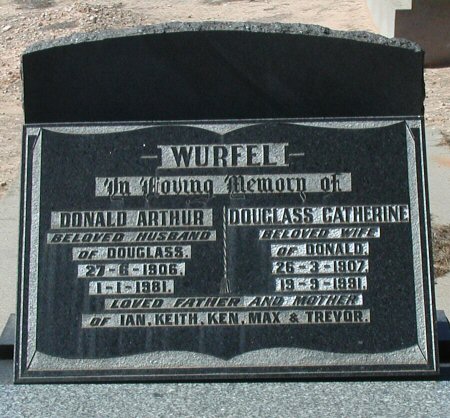 WURFEL
In Loving Memory of
DONALD ARTHUR
BELOVED HUSBAND
OF DOUGLASS.
27-6-1906.
1-1-1981.
DOUGLASS CATHERINE
BELOVED WIFE
OF DONALD.
26-3-1907.
19-9-1991.
LOVED FATHER AND MOTHER
OF IAN, KEITH, KEN, MAX & TREVOR.